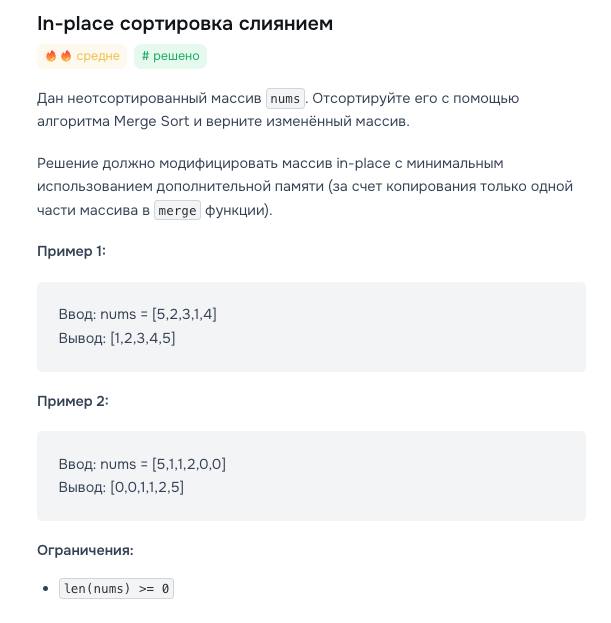 In-place сортировка слиянием
средне # решено
Дан неотсортированный массив nums. Отсортируйте его с помощью
алгоритма Merge Sort и верните изменённый массив.
Решение должно модифицировать массив in-place с минимальным
использованием дополнительной памяти (за счет копирования только одной
части массива в merge функции).
Пример 1:
Ввод: nums = [5,2,3,1,4]
Вывод: [1,2,3,4,5]
Пример 2:
Ввод: nums = [5,1,1,2,0,0]
Вывод: [0,0,1,1,2,5]
Ограничения:
len(nums) >= 0